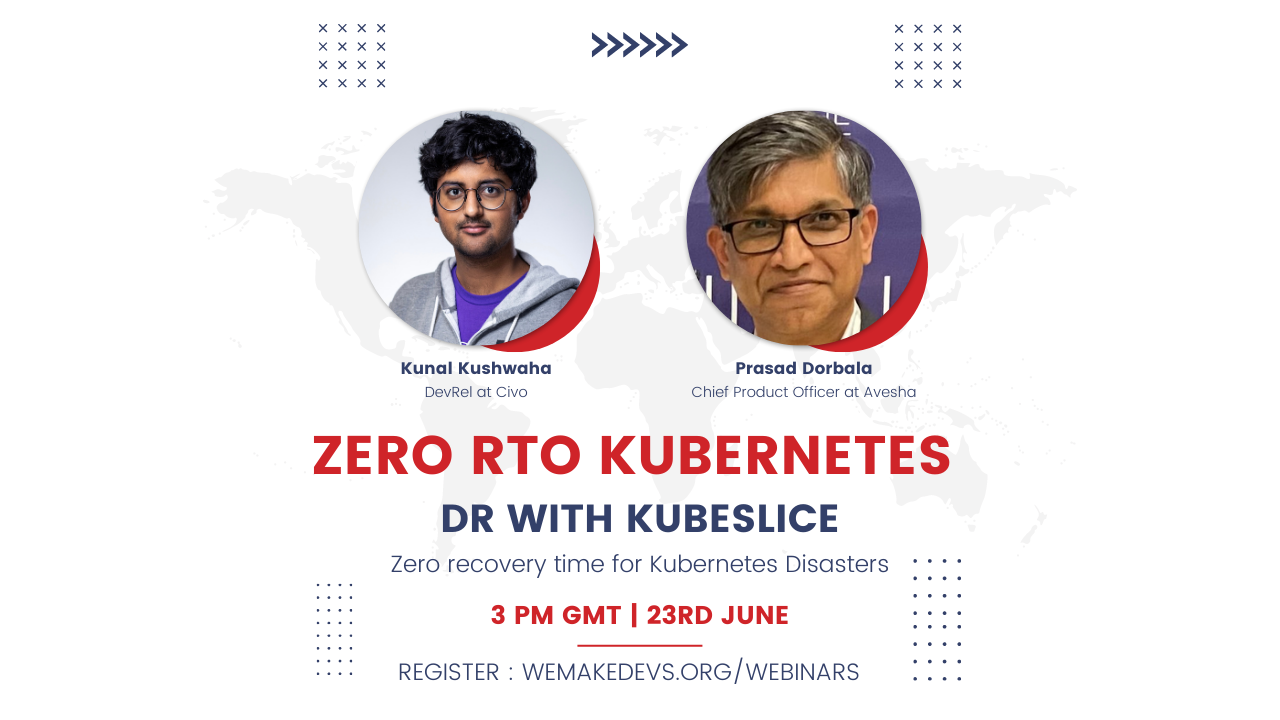 Kunal Kushwaha
DevRel at Civo
Prasad Dorbala
Chief Product Officer at Avesha
ZERO RTO KUBERNETES
DR WITH KUBESLICE
Zero recovery time for Kubernetes Disasters
3 PM GMT | 23RD JUNE
REGISTER : WEMAKEDEVS.ORG/WEBINARS